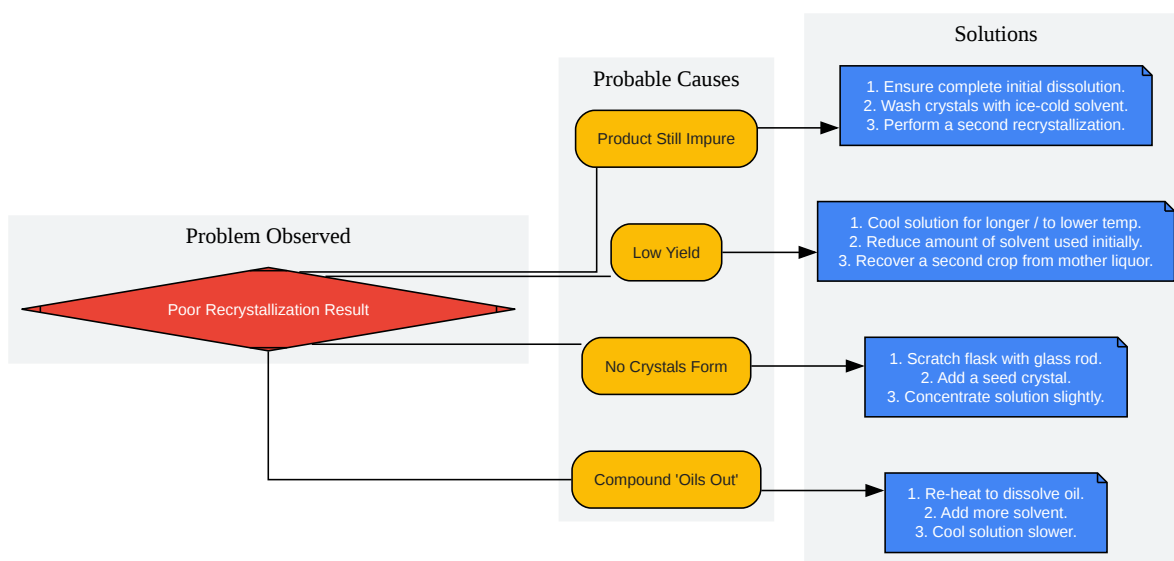 Problem Observed
Poor Recrystallization Result
Probable Causes
Product Still Impure
Low Yield
No Crystals Form
Compound 'Oils Out'
Solutions
1. Ensure complete initial dissolution.
2. Wash crystals with ice-cold solvent.
3. Perform a second recrystallization.
1. Cool solution for longer / to lower temp.
2. Reduce amount of solvent used initially.
3. Recover a second crop from mother liquor.
1. Scratch flask with glass rod.
2. Add a seed crystal.
3. Concentrate solution slightly.
1. Re-heat to dissolve oil.
2. Add more solvent.
3. Cool solution slower.